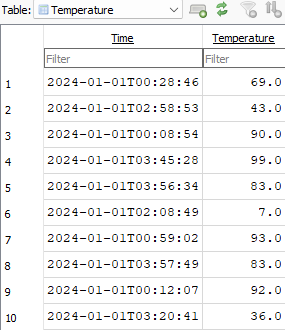 Table: Temperature
Time Temperature
Filter Filter
1 2024-01-01T00:28:46 69.0
2 2024-01-01T02:58:53 43.0
3 2024-01-01T00:08:54 90.0
4 2024-01-01T03:45:28 99.0
5 2024-01-01T03:56:34 83.0
6 2024-01-01T02:08:49 7.0
7 2024-01-01T00:59:02 93.0
8 2024-01-01T03:57:49 83.0
9 2024-01-01T00:12:07 92.0
10 2024-01-01T03:20:41 36.0